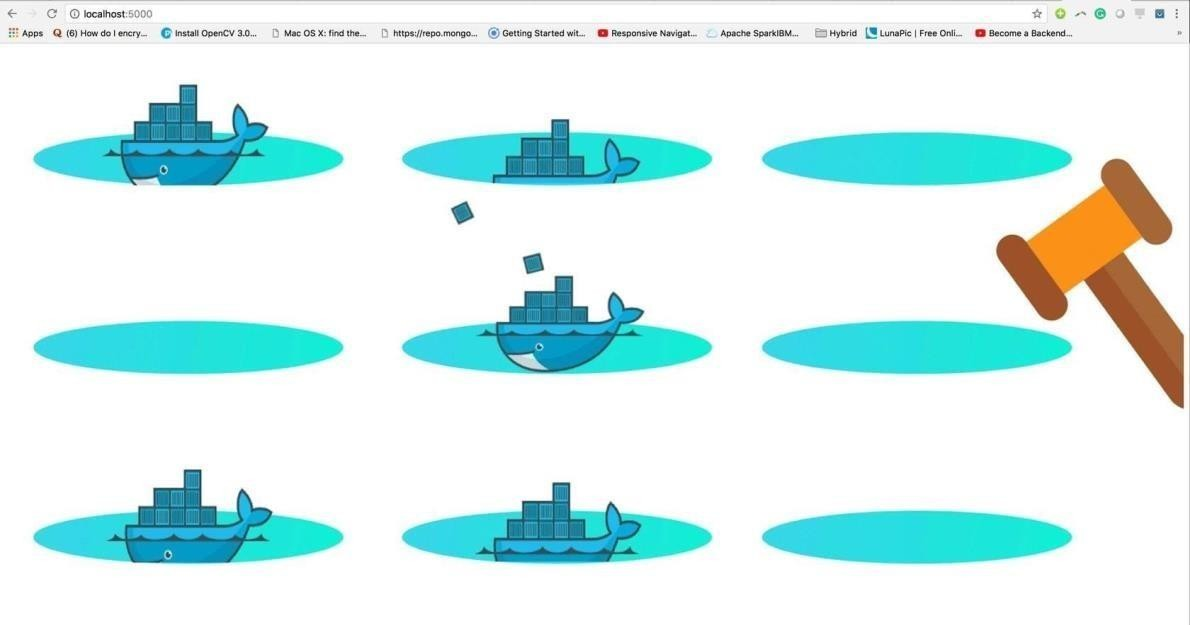 localhost:5000
Apps (6) How do I encry... Install OpenCV 3.0... Mac OS X: find the... https://repo.mongo... Getting Started wit... Responsive Navigat... Apache SparkIBM... Hybrid LunaPic | Free Onli... Become a Backend... »